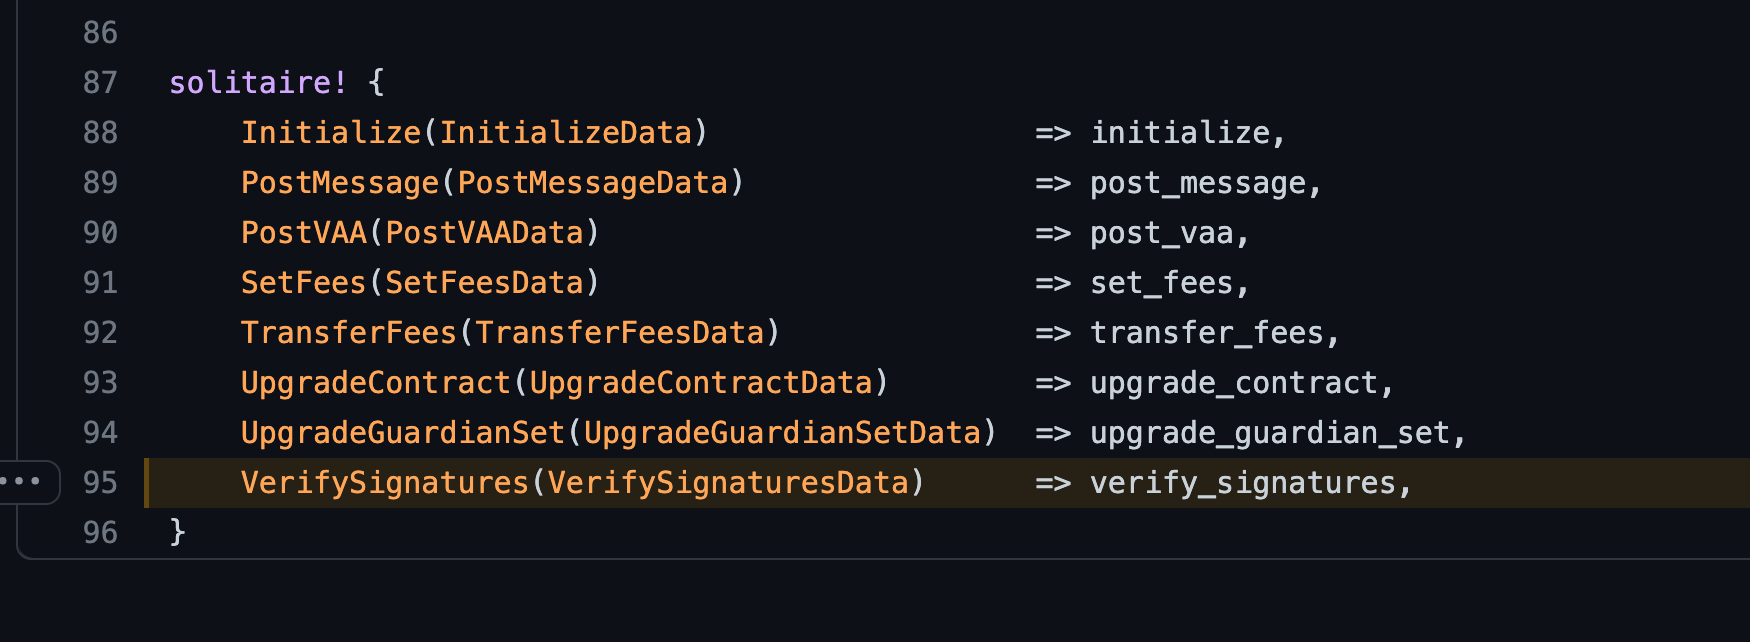 86
87 solitaire! {
88 Initialize(InitializeData) => initialize,
89 PostMessage(PostMessageData) => post_message,
90 PostVAA(PostVAAData) => post_vaa,
91 SetFees(SetFeesData) => set_fees,
92 TransferFees(TransferFeesData) => transfer_fees,
93 UpgradeContract(UpgradeContractData) => upgrade_contract,
94 UpgradeGuardianSet(UpgradeGuardianSetData) => upgrade_guardian_set,
95 VerifySignatures(VerifySignaturesData) => verify_signatures,
96 }